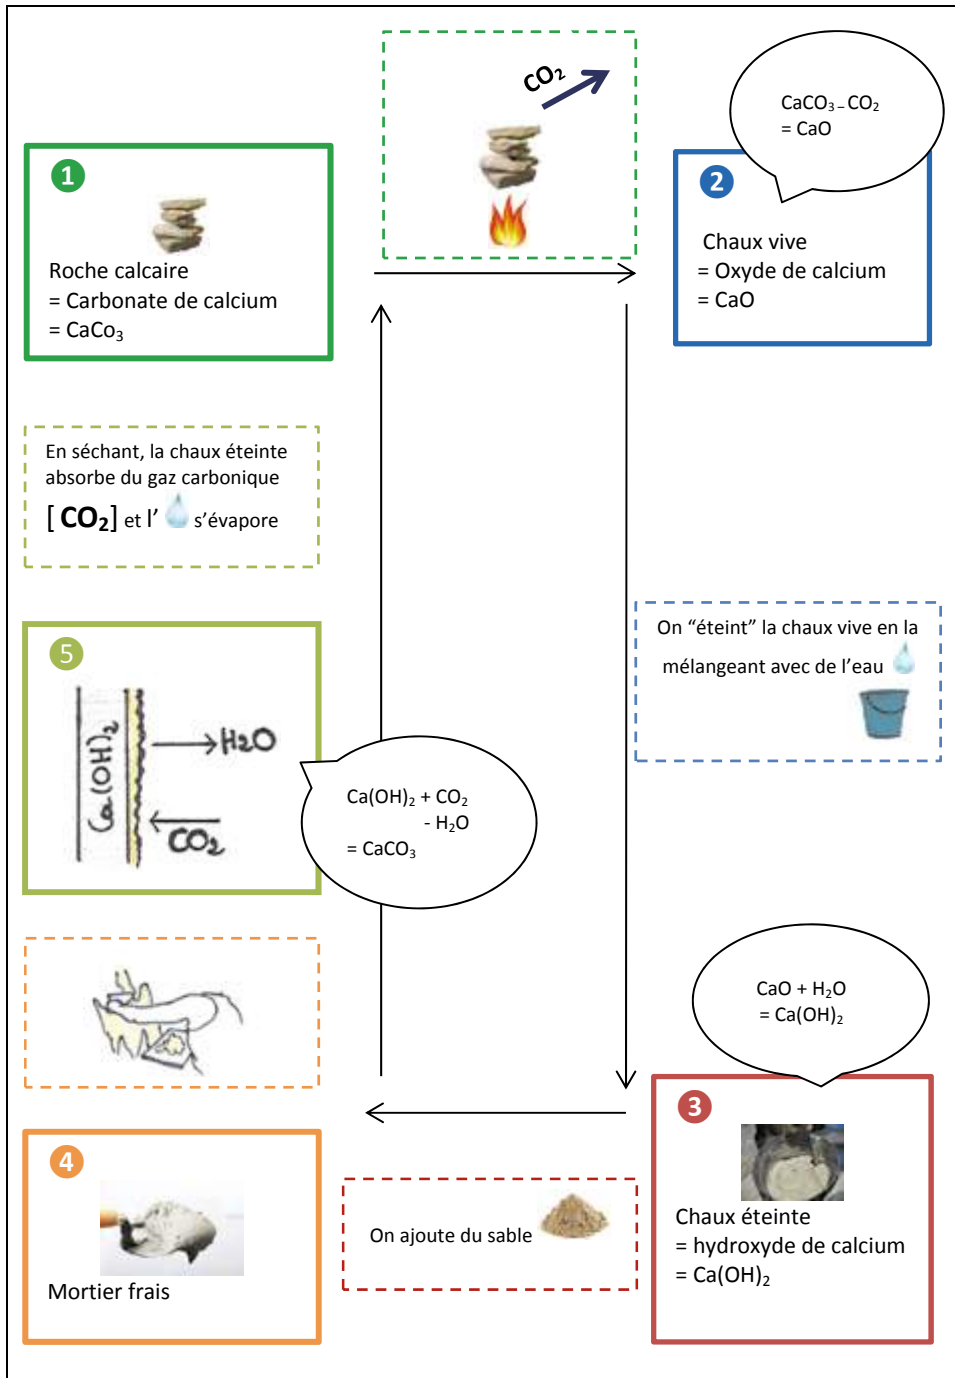 CO₂
CaCO₃ – CO₂
= CaO
1
Roche calcaire
= Carbonate de calcium
= CaCo₃
2
Chaux vive
= Oxyde de calcium
= CaO
En séchant, la chaux éteinte
absorbe du gaz carbonique
[ CO₂] et l’ s’évapore
On “éteint” la chaux vive en la
mélangeant avec de l’eau
5
Ca(OH)₂
H2O
CO2
Ca(OH)₂ + CO₂
- H₂O
= CaCO₃
CaO + H₂O
= Ca(OH)₂
3
Chaux éteinte
= hydroxyde de calcium
= Ca(OH)₂
On ajoute du sable
4
Mortier frais